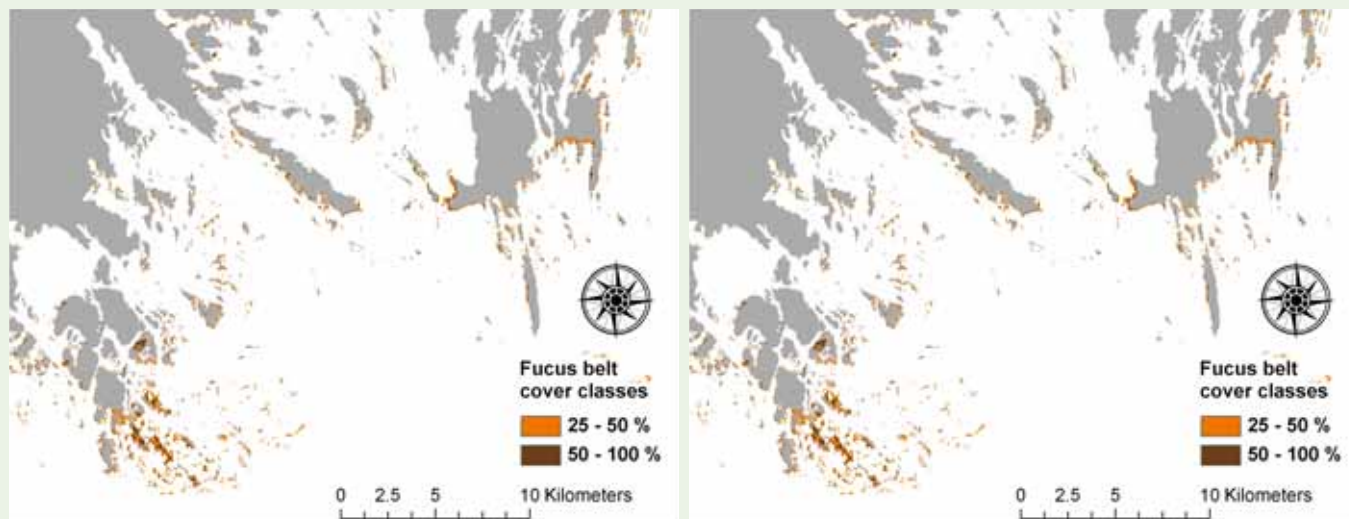 Fucus belt
cover classes
25 - 50 %
50 - 100 %
0 2.5 5 10 Kilometers
Fucus belt
cover classes
25 - 50 %
50 - 100 %
0 2.5 5 10 Kilometers